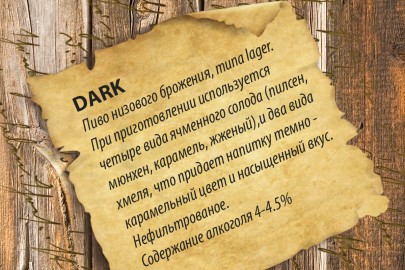 DARK
Пиво низового брожения, типа lager.
При приготовлении используется
четыре вида ячменного солода (пилсен,
мюнхен, карамель, жженый).и два вида
хмеля, что придает напитку темно -
карамельный цвет и насыщенный вкус.
Нефильтрованое.
Содержание алкоголя 4-4.5%